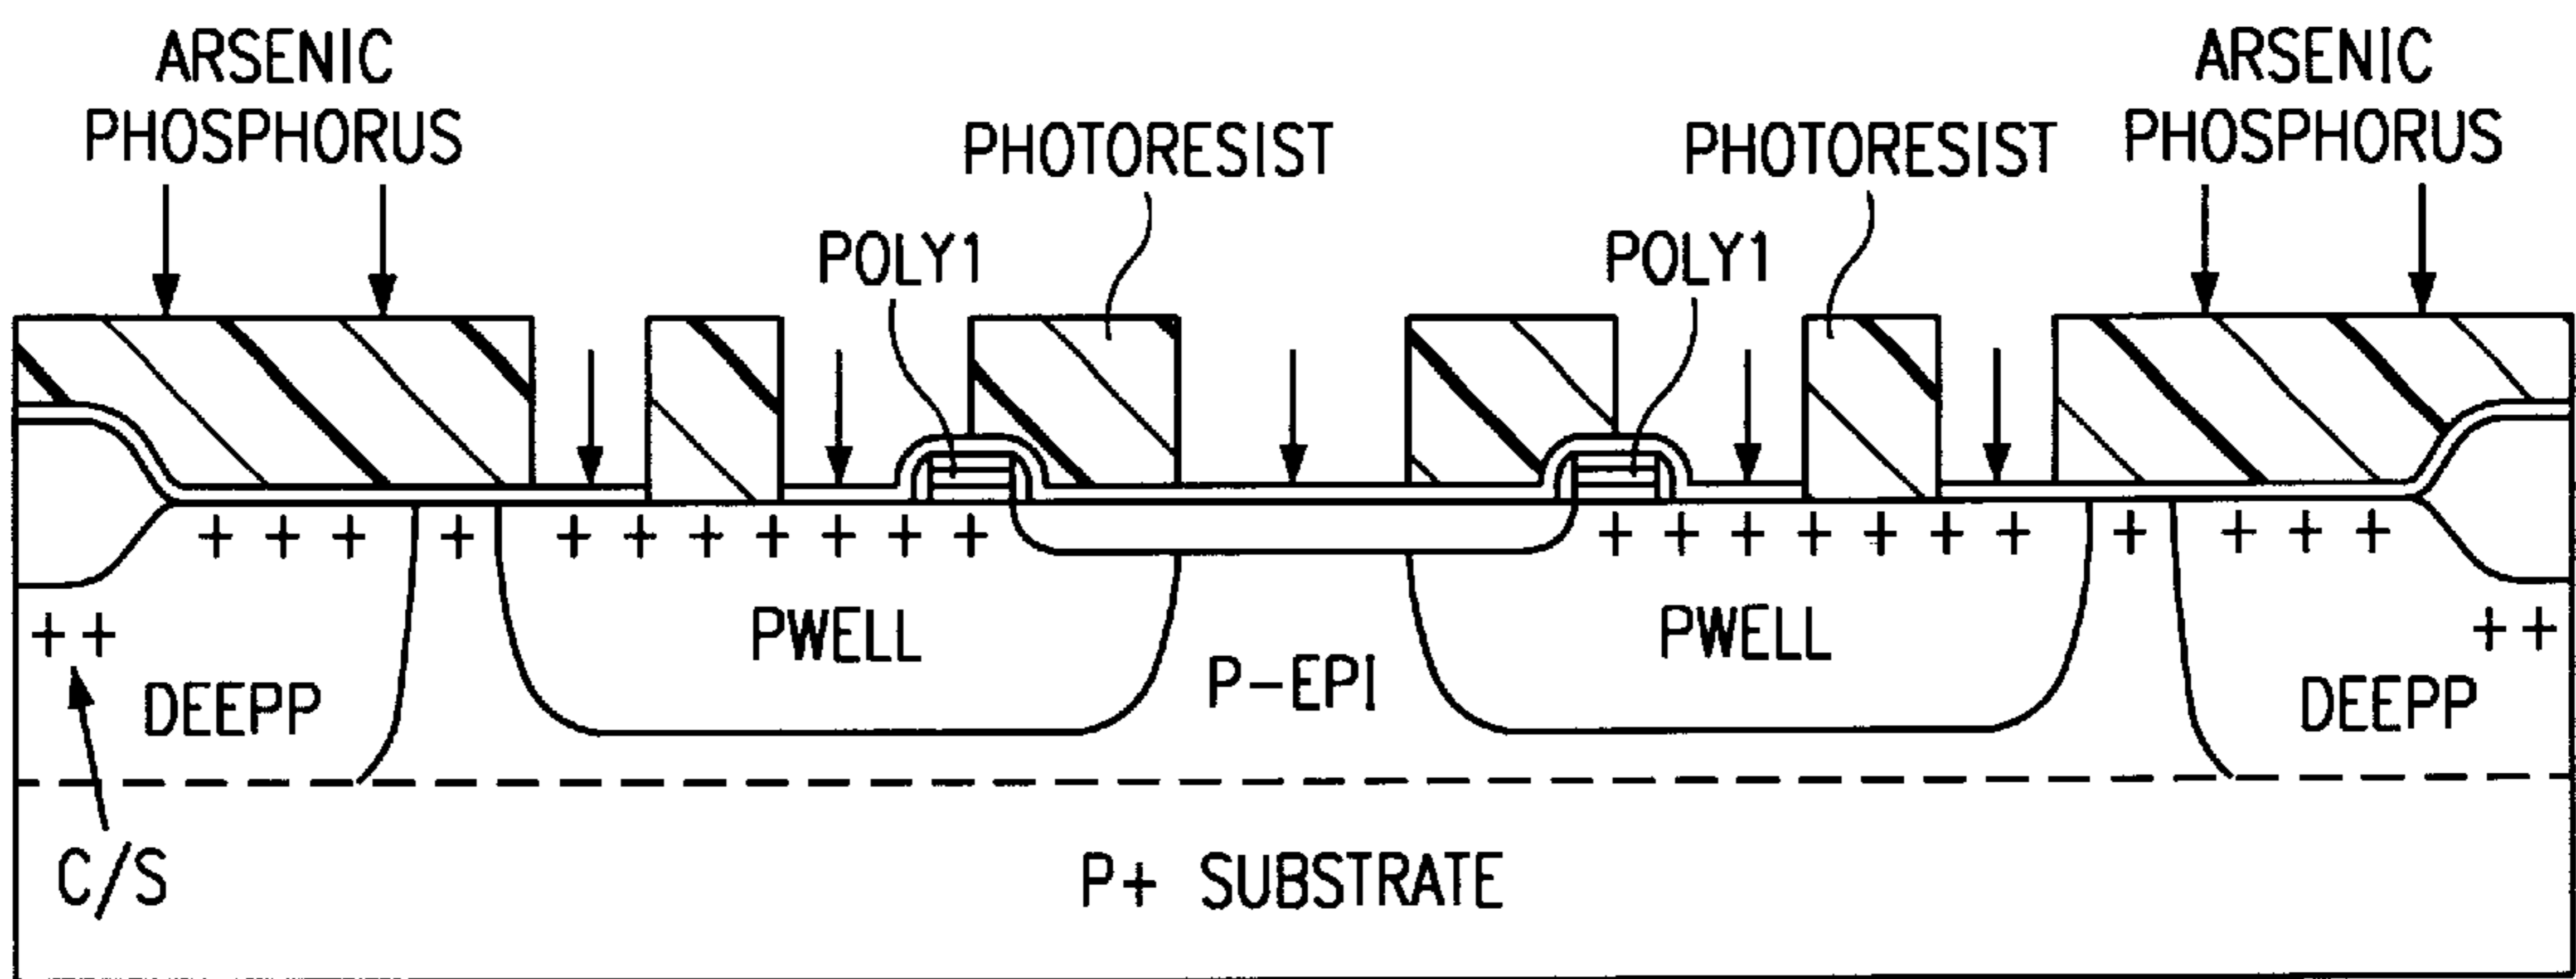 ARSENIC
PHOSPHORUS
PHOTORESIST
PHOTORESIST
ARSENIC
PHOSPHORUS
POLY1
POLY1
+ + + + + + + + + + +
+ + + + + + + + + + +
++
PWELL
P-EPI
PWELL
++
DEEPP
DEEPP
C/S
P+ SUBSTRATE